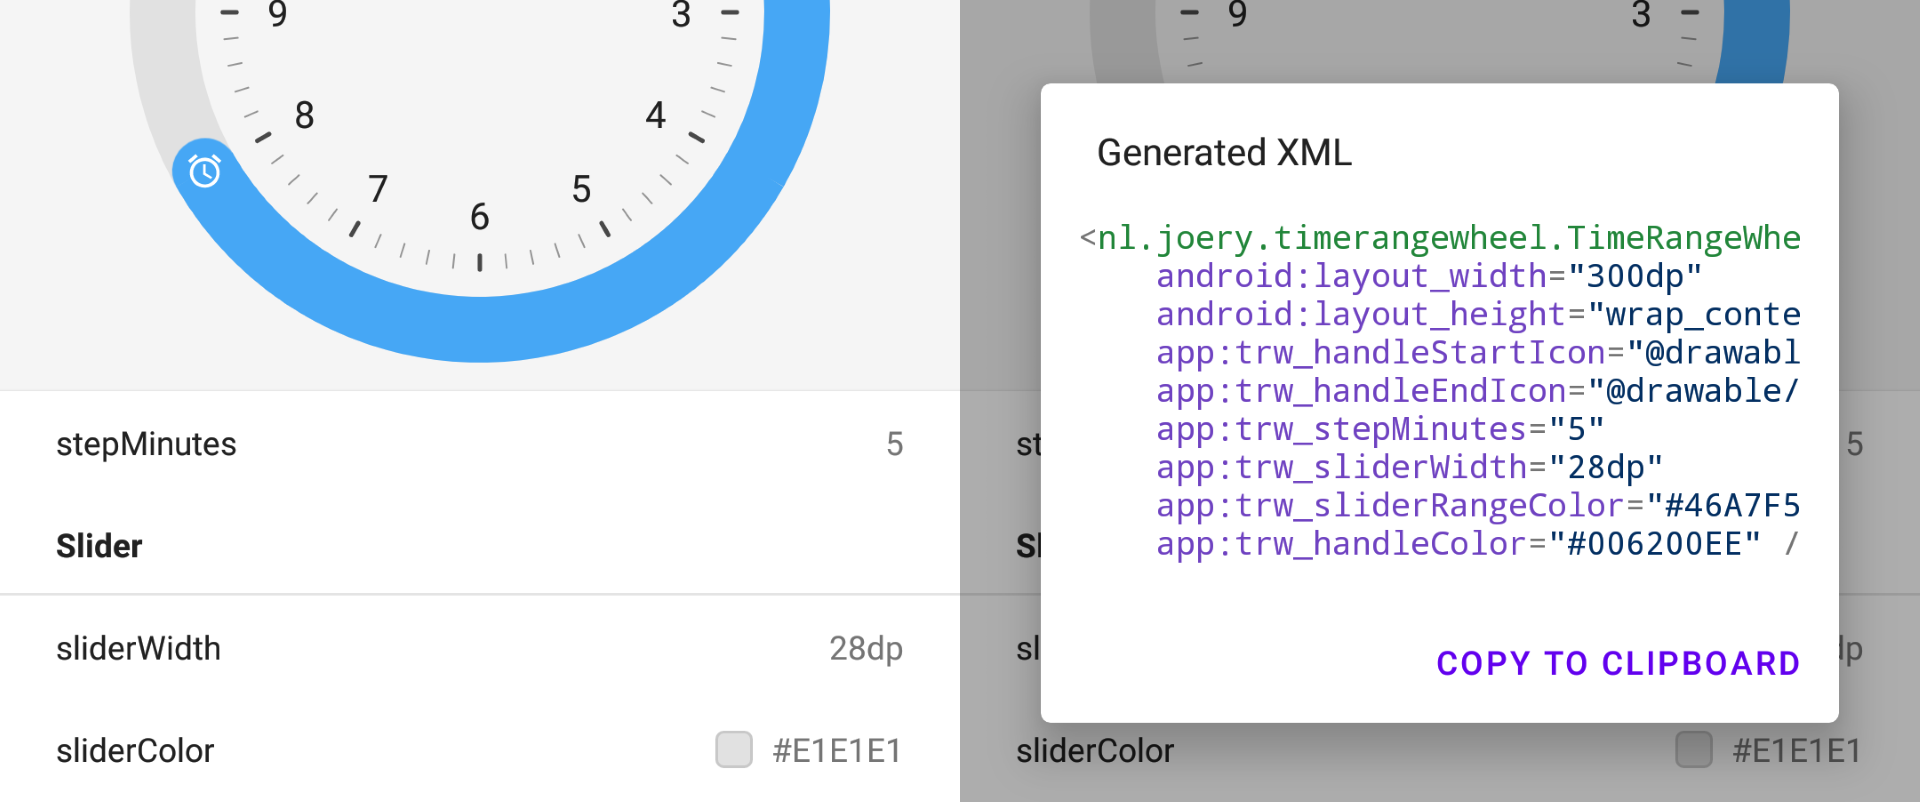 9 3
8 4
7 5
6
stepMinutes 5
Slider
sliderWidth 28dp
sliderColor #E1E1E1
9 3
Generated XML
<nl.joery.timerangewheel.TimeRangeWhe
android:layout_width="300dp"
android:layout_height="wrap_conte
app:trw_handleStartIcon="@drawabl
app:trw_handleEndIcon="@drawable/
app:trw_stepMinutes="5"
app:trw_sliderWidth="28dp"
app:trw_sliderRangeColor="#46A7F5
app:trw_handleColor="#006200EE" /
COPY TO CLIPBOARD
st 5
Sl
sl dp
sliderColor #E1E1E1